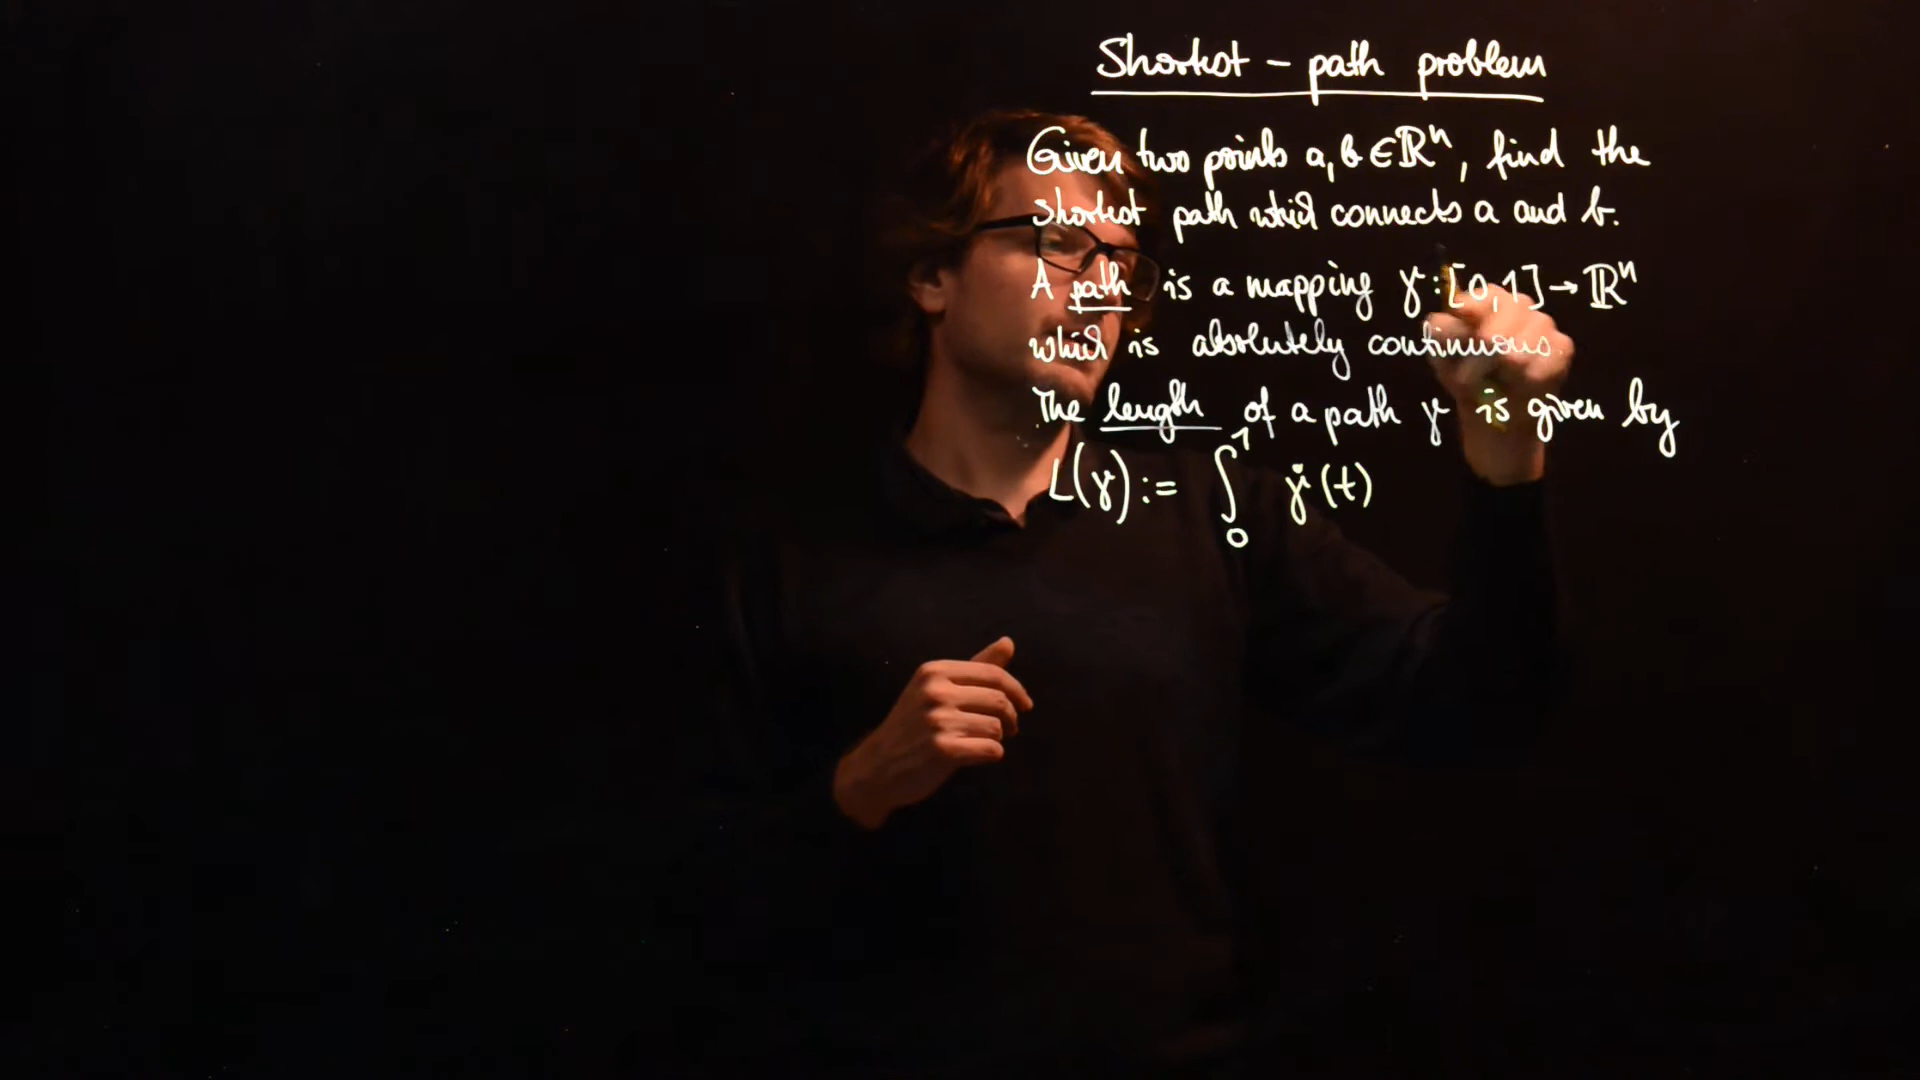 Shortest - path problem
Given two points a, b ∈ ℝⁿ, find the
shortest path which connects a and b.
A path is a mapping γ : [0,1] → ℝⁿ
which is absolutely continuous.
The length of a path γ is given by
L(γ) := ∫₀¹ γ̇(t)